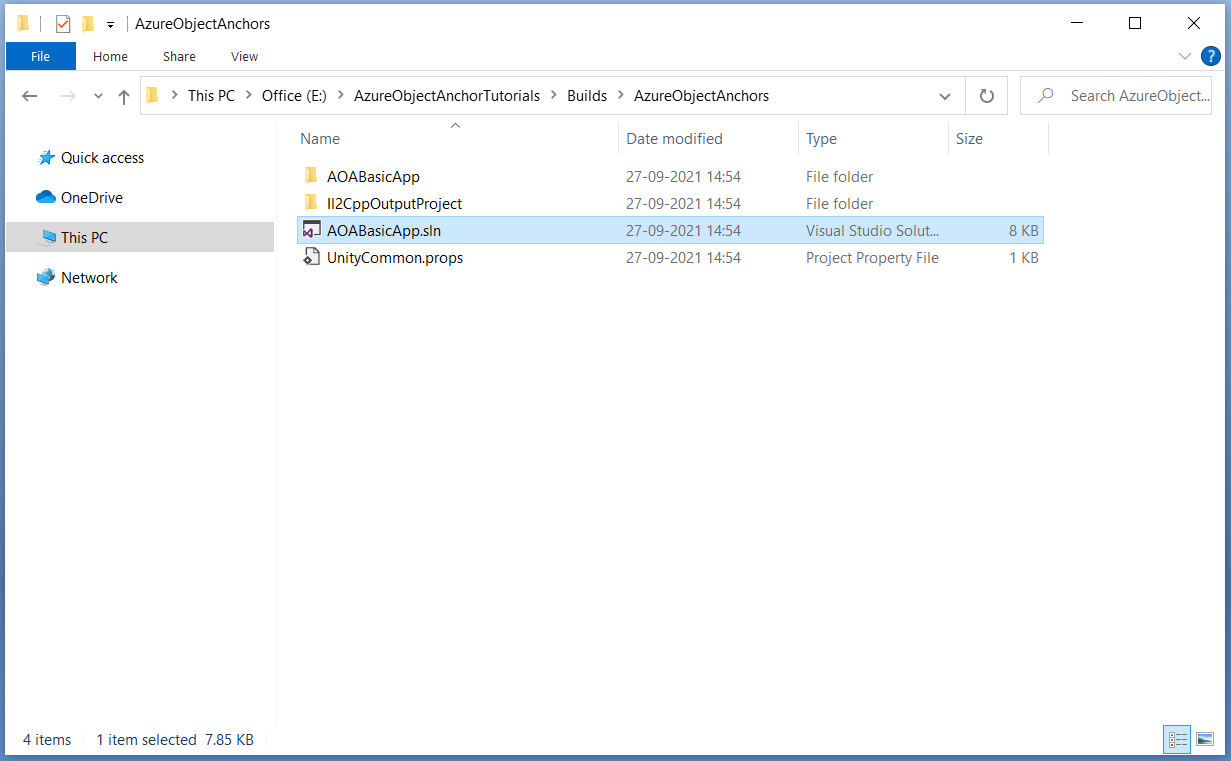 AzureObjectAnchors
File Home Share View ?
This PC Office (E:) AzureObjectAnchorTutorials Builds AzureObjectAnchors Search AzureObject...
Name Date modified Type Size
Quick access
OneDrive
This PC
Network
AOABasicApp 27-09-2021 14:54 File folder
Il2CppOutputProject 27-09-2021 14:54 File folder
AOABasicApp.sln 27-09-2021 14:54 Visual Studio Solut... 8 KB
UnityCommon.props 27-09-2021 14:54 Project Property File 1 KB
4 items 1 item selected 7.85 KB